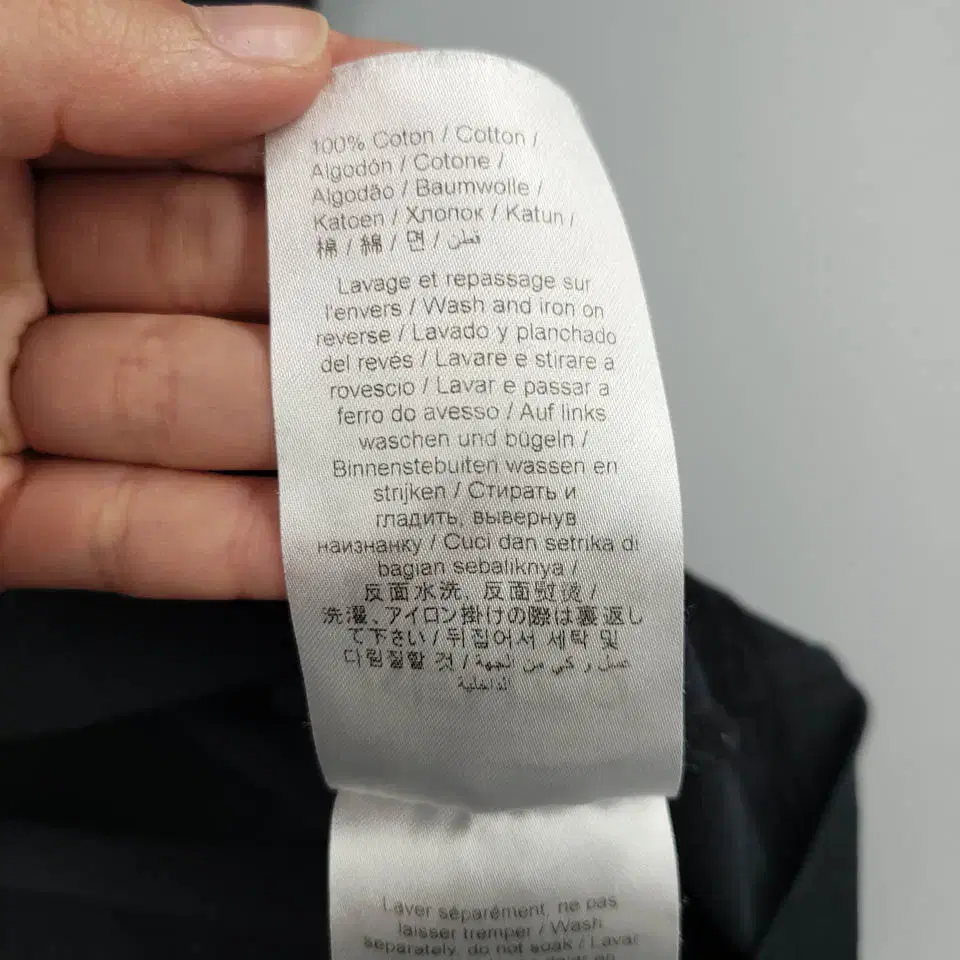 100% Coton / Cotton /
Algodón / Cotone /
Algodão / Baumwolle /
Katoen / Хлопок / Katun /
棉 / 綿 / 면 / قطن
Lavage et repassage sur
l'envers / Wash and iron on
reverse / Lavado y planchado
del revés / Lavare e stirare a
rovescio / Lavar e passar a
ferro do avesso / Auf links
waschen und bügeln /
Binnenstebuiten wassen en
strijken / Стирать и
гладить, вывернув
наизнанку / Cuci dan setrika di
bagian sebaliknya /
反面水洗, 反面熨烫 /
洗濯、アイロン掛けの際は裏返し
て下さい / 뒤집어서 세탁 및
다림질할 것 / غسل و كي من الجهة
الداخلية
Laver séparément, ne pas
laisser tremper / Wash
separately, do not soak / Lavar